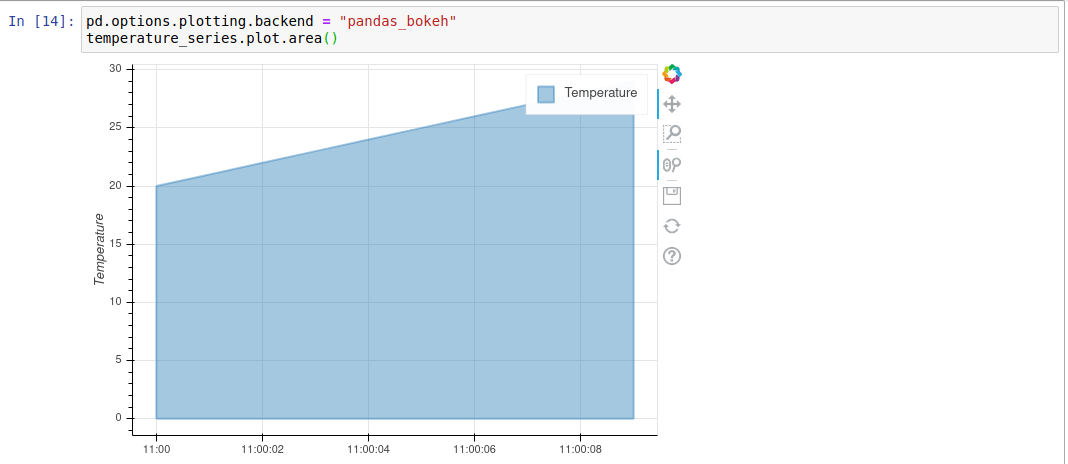 In [14]: pd.options.plotting.backend = "pandas_bokeh"
temperature_series.plot.area()
30
Temperature
25
20
15
10
5
0
Temperature
11:00 11:00:02 11:00:04 11:00:06 11:00:08